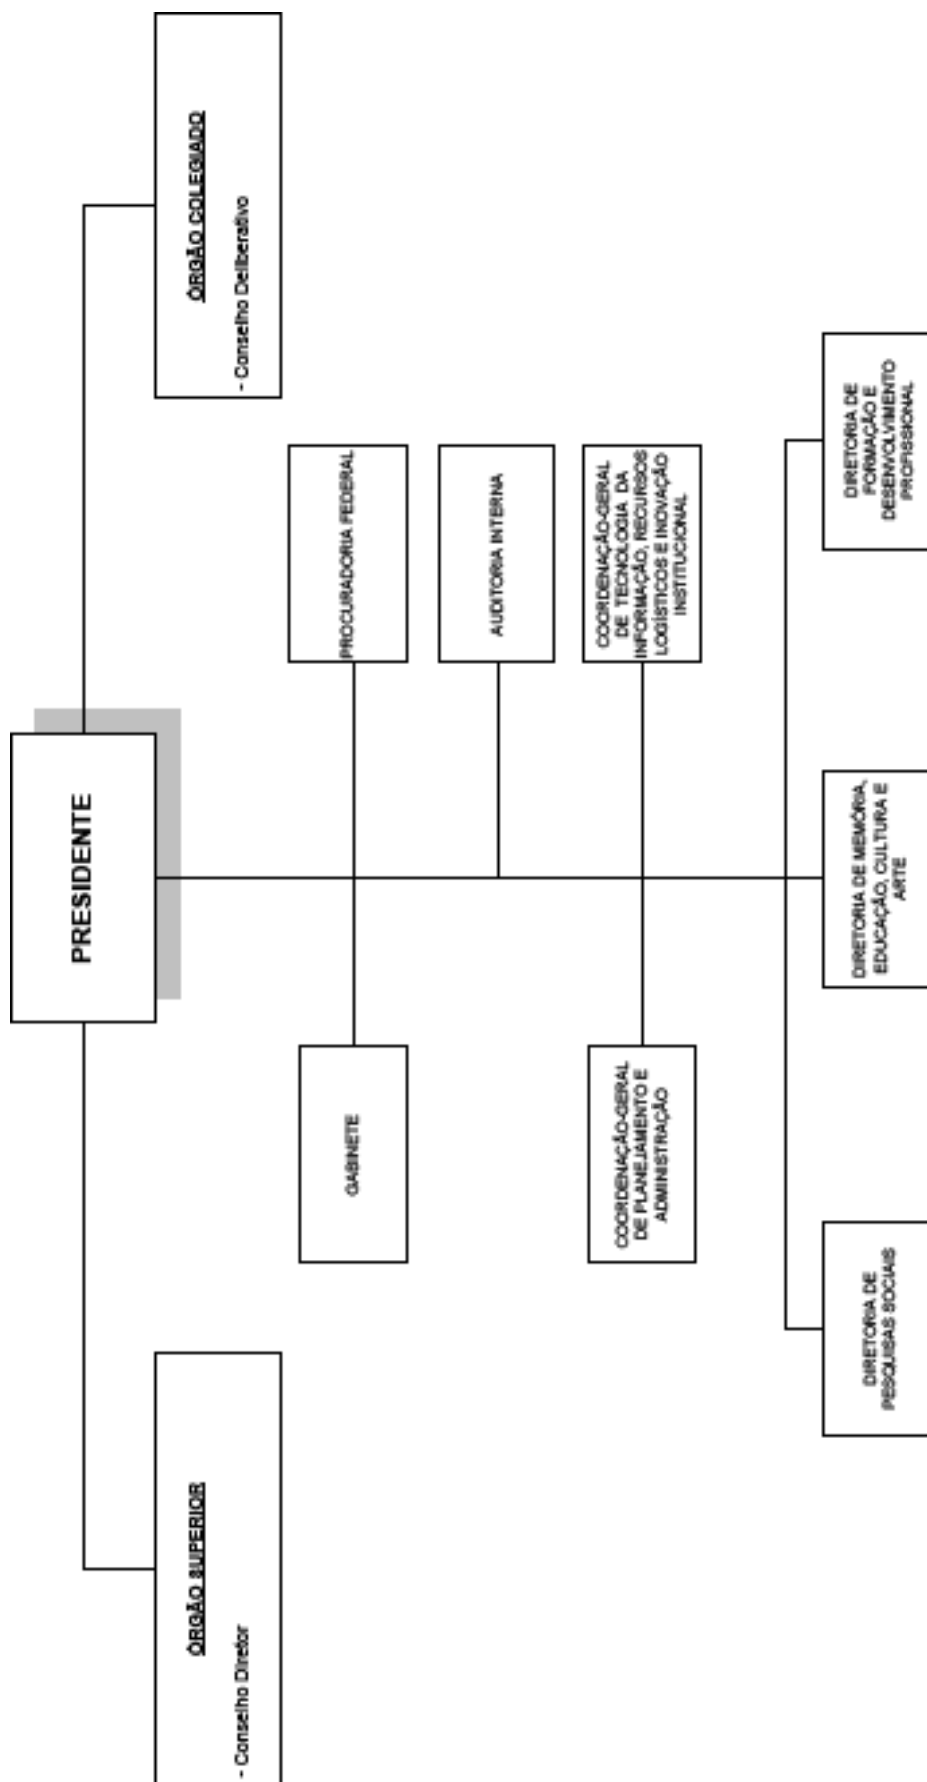 PRESIDENTE
ÓRGÃO SUPERIOR
- Conselho Diretor
ÓRGÃO COLEGIADO
- Conselho Deliberativo
GABINETE
PROCURADORIA FEDERAL
AUDITORIA INTERNA
COORDENAÇÃO-GERAL
DE PLANEJAMENTO E
ADMINISTRAÇÃO
COORDENAÇÃO-GERAL
DE TECNOLOGIA DA
INFORMAÇÃO, RECURSOS
LOGÍSTICOS E INOVAÇÃO
INSTITUCIONAL
DIRETORIA DE
PESQUISAS SOCIAIS
DIRETORIA DE MEMÓRIA,
EDUCAÇÃO, CULTURA E
ARTE
DIRETORIA DE
FORMAÇÃO E
DESENVOLVIMENTO
PROFISSIONAL